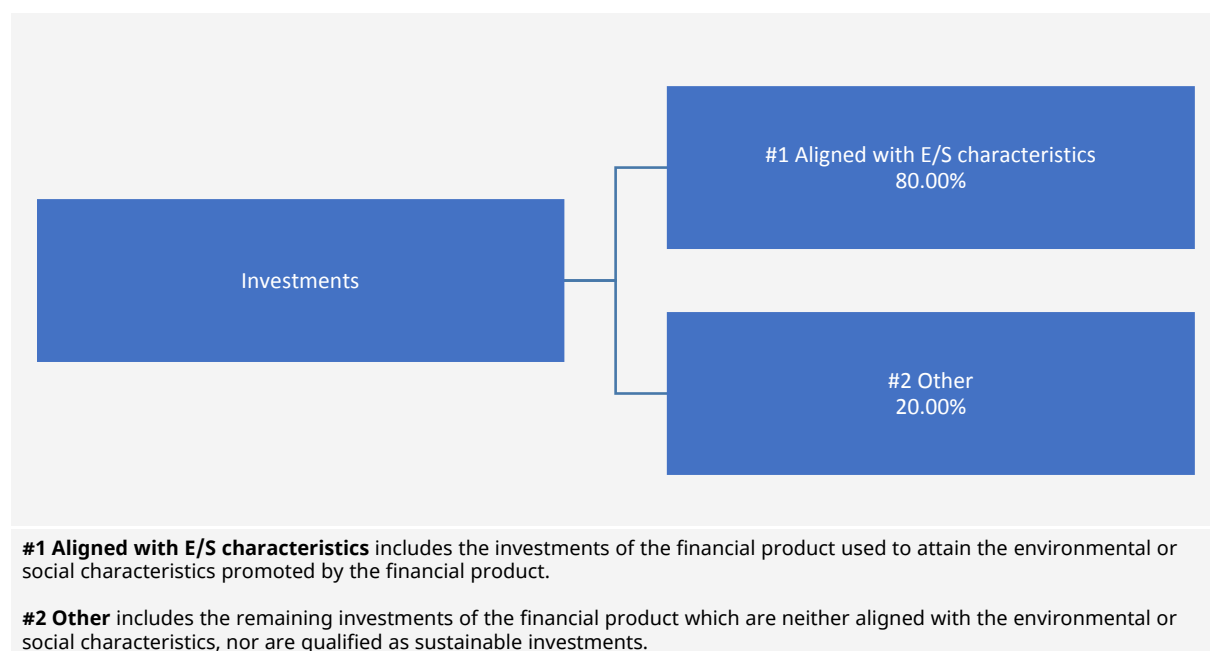 #1 Aligned with E/S characteristics
80.00%
Investments
#2 Other
20.00%
#1 Aligned with E/S characteristics includes the investments of the financial product used to attain the environmental or
social characteristics promoted by the financial product.
#2 Other includes the remaining investments of the financial product which are neither aligned with the environmental or
social characteristics, nor are qualified as sustainable investments.